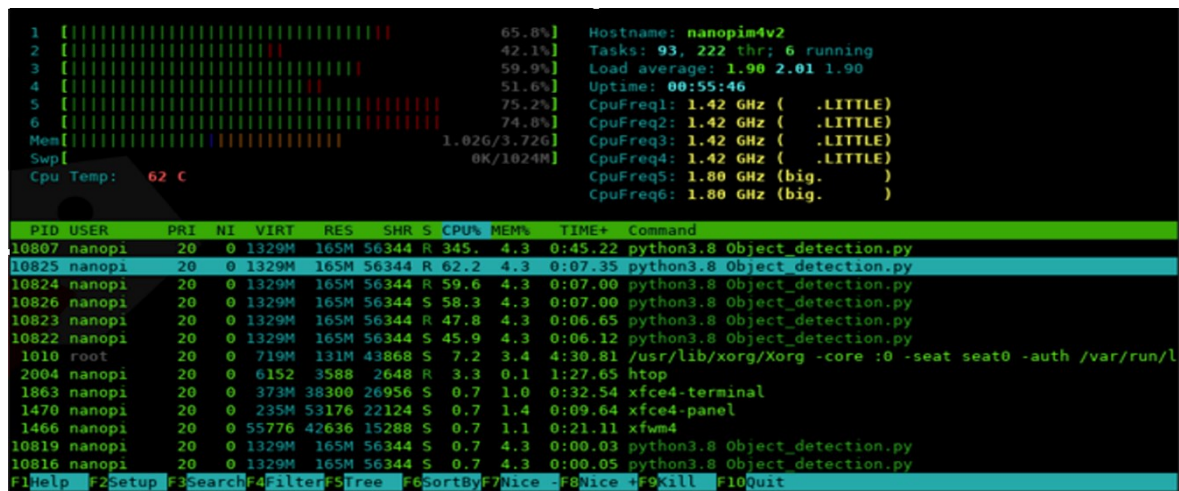 1 [||||||||||||||||||||||||||||||||| 65.8%] Hostname: nanopim4v2
2 [|||||||||||||||||||||| 42.1%] Tasks: 93, 222 thr; 6 running
3 [|||||||||||||||||||||||||||||| 59.9%] Load average: 1.90 2.01 1.90
4 [|||||||||||||||||||||||||| 51.6%] Uptime: 00:55:46
5 [|||||||||||||||||||||||||||||||||||||| 75.2%] CpuFreq1: 1.42 GHz ( .LITTLE)
6 [|||||||||||||||||||||||||||||||||||||| 74.8%] CpuFreq2: 1.42 GHz ( .LITTLE)
Mem[||||||||||||||||||||||||||||| 1.02G/3.72G] CpuFreq3: 1.42 GHz ( .LITTLE)
Swp[ 0K/1024M] CpuFreq4: 1.42 GHz ( .LITTLE)
Cpu Temp: 62 C CpuFreq5: 1.80 GHz (big. )
CpuFreq6: 1.80 GHz (big. )
PID USER PRI NI VIRT RES SHR S CPU% MEM% TIME+ Command
10807 nanopi 20 0 1329M 165M 56344 R 345. 4.3 0:45.22 python3.8 Object_detection.py
10825 nanopi 20 0 1329M 165M 56344 R 62.2 4.3 0:07.35 python3.8 Object_detection.py
10824 nanopi 20 0 1329M 165M 56344 R 59.6 4.3 0:07.00 python3.8 Object_detection.py
10826 nanopi 20 0 1329M 165M 56344 S 58.3 4.3 0:07.00 python3.8 Object_detection.py
10823 nanopi 20 0 1329M 165M 56344 R 47.8 4.3 0:06.65 python3.8 Object_detection.py
10822 nanopi 20 0 1329M 165M 56344 S 45.9 4.3 0:06.12 python3.8 Object_detection.py
1010 root 20 0 719M 131M 43868 S 7.2 3.4 4:30.81 /usr/lib/xorg/Xorg -core :0 -seat seat0 -auth /var/run/l
2004 nanopi 20 0 6152 3588 2648 R 3.3 0.1 1:27.65 htop
1863 nanopi 20 0 373M 38300 26956 S 0.7 1.0 0:32.54 xfce4-terminal
1470 nanopi 20 0 235M 53176 22124 S 0.7 1.4 0:09.64 xfce4-panel
1466 nanopi 20 0 55776 42636 15288 S 0.7 1.1 0:21.11 xfwm4
10819 nanopi 20 0 1329M 165M 56344 S 0.7 4.3 0:00.03 python3.8 Object_detection.py
10816 nanopi 20 0 1329M 165M 56344 S 0.7 4.3 0:00.05 python3.8 Object_detection.py
F1Help F2Setup F3SearchF4FilterF5Tree F6SortByF7Nice -F8Nice +F9Kill F10Quit